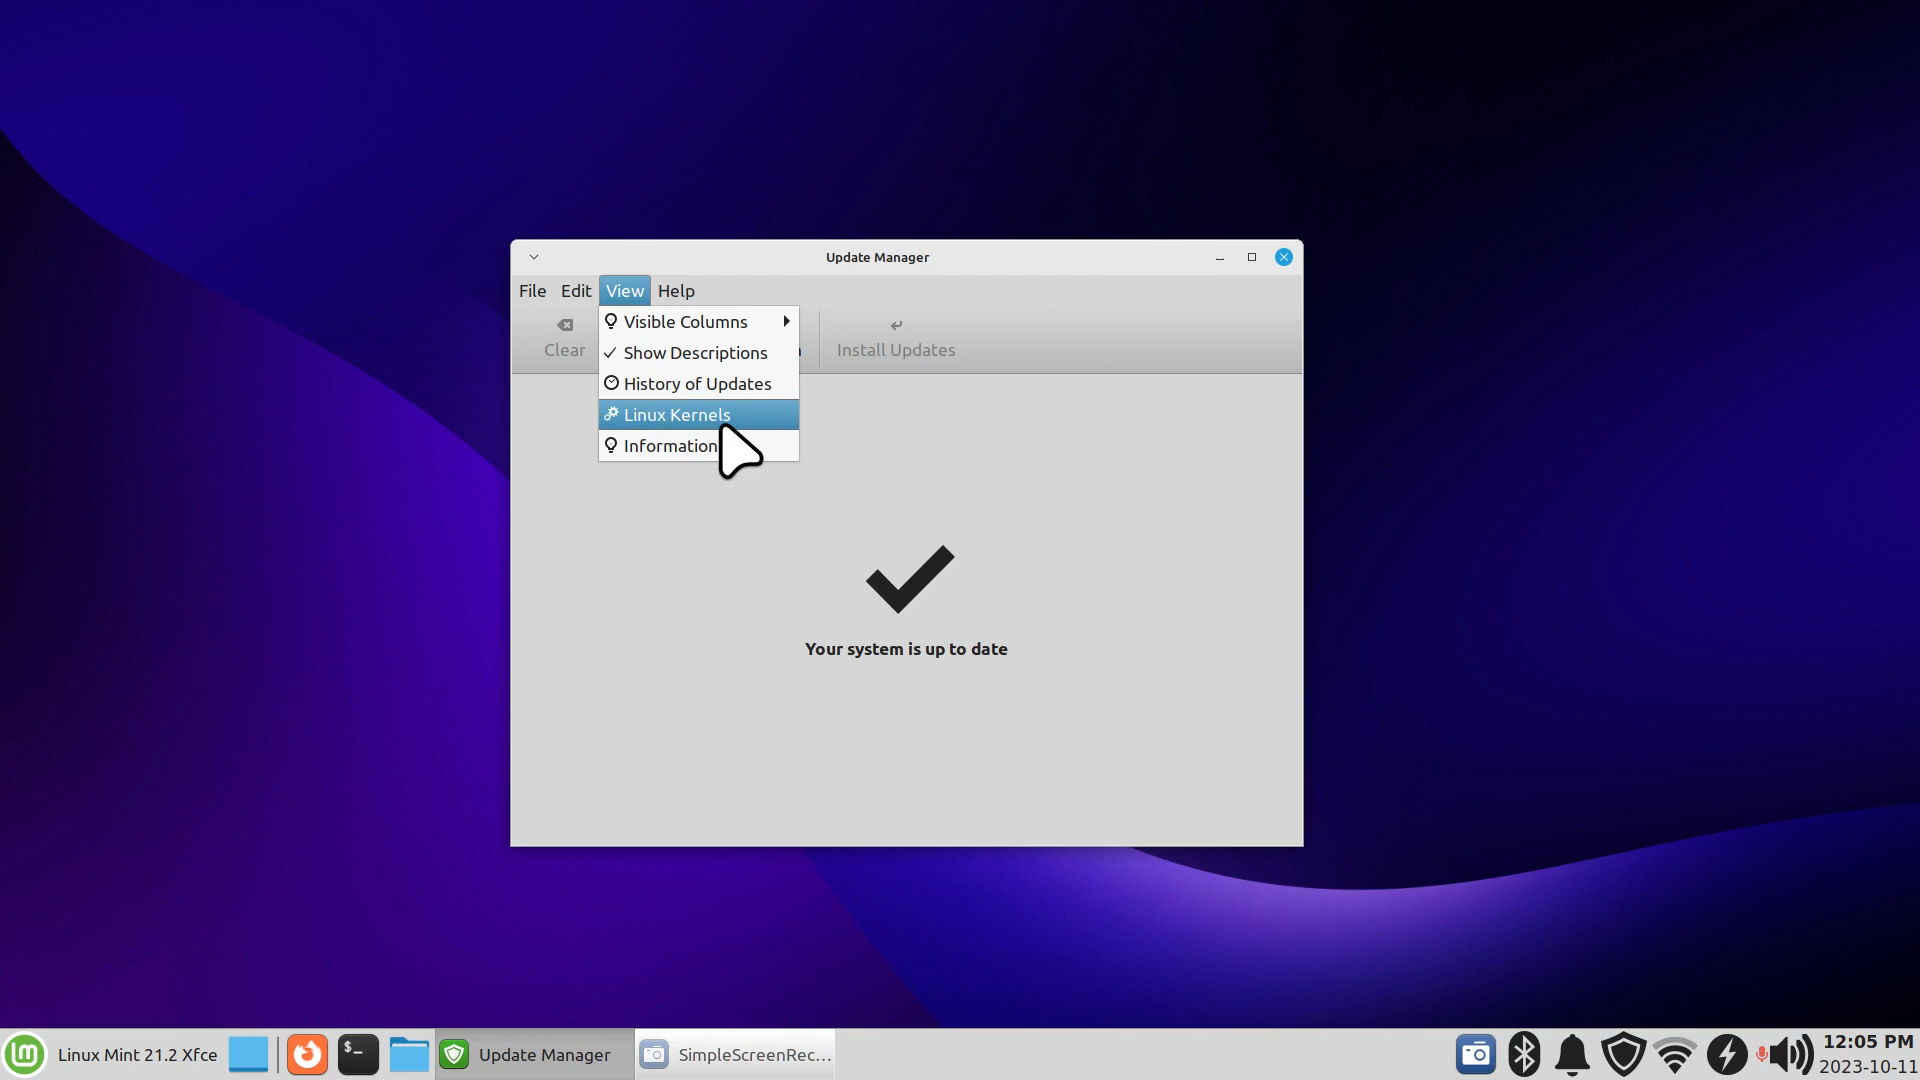 Update Manager
File Edit View Help
Visible Columns
Show Descriptions
History of Updates
Linux Kernels
Information
Clear
Install Updates
Your system is up to date
Linux Mint 21.2 Xfce
$_
Update Manager
SimpleScreenRec...
12:05 PM
2023-10-11